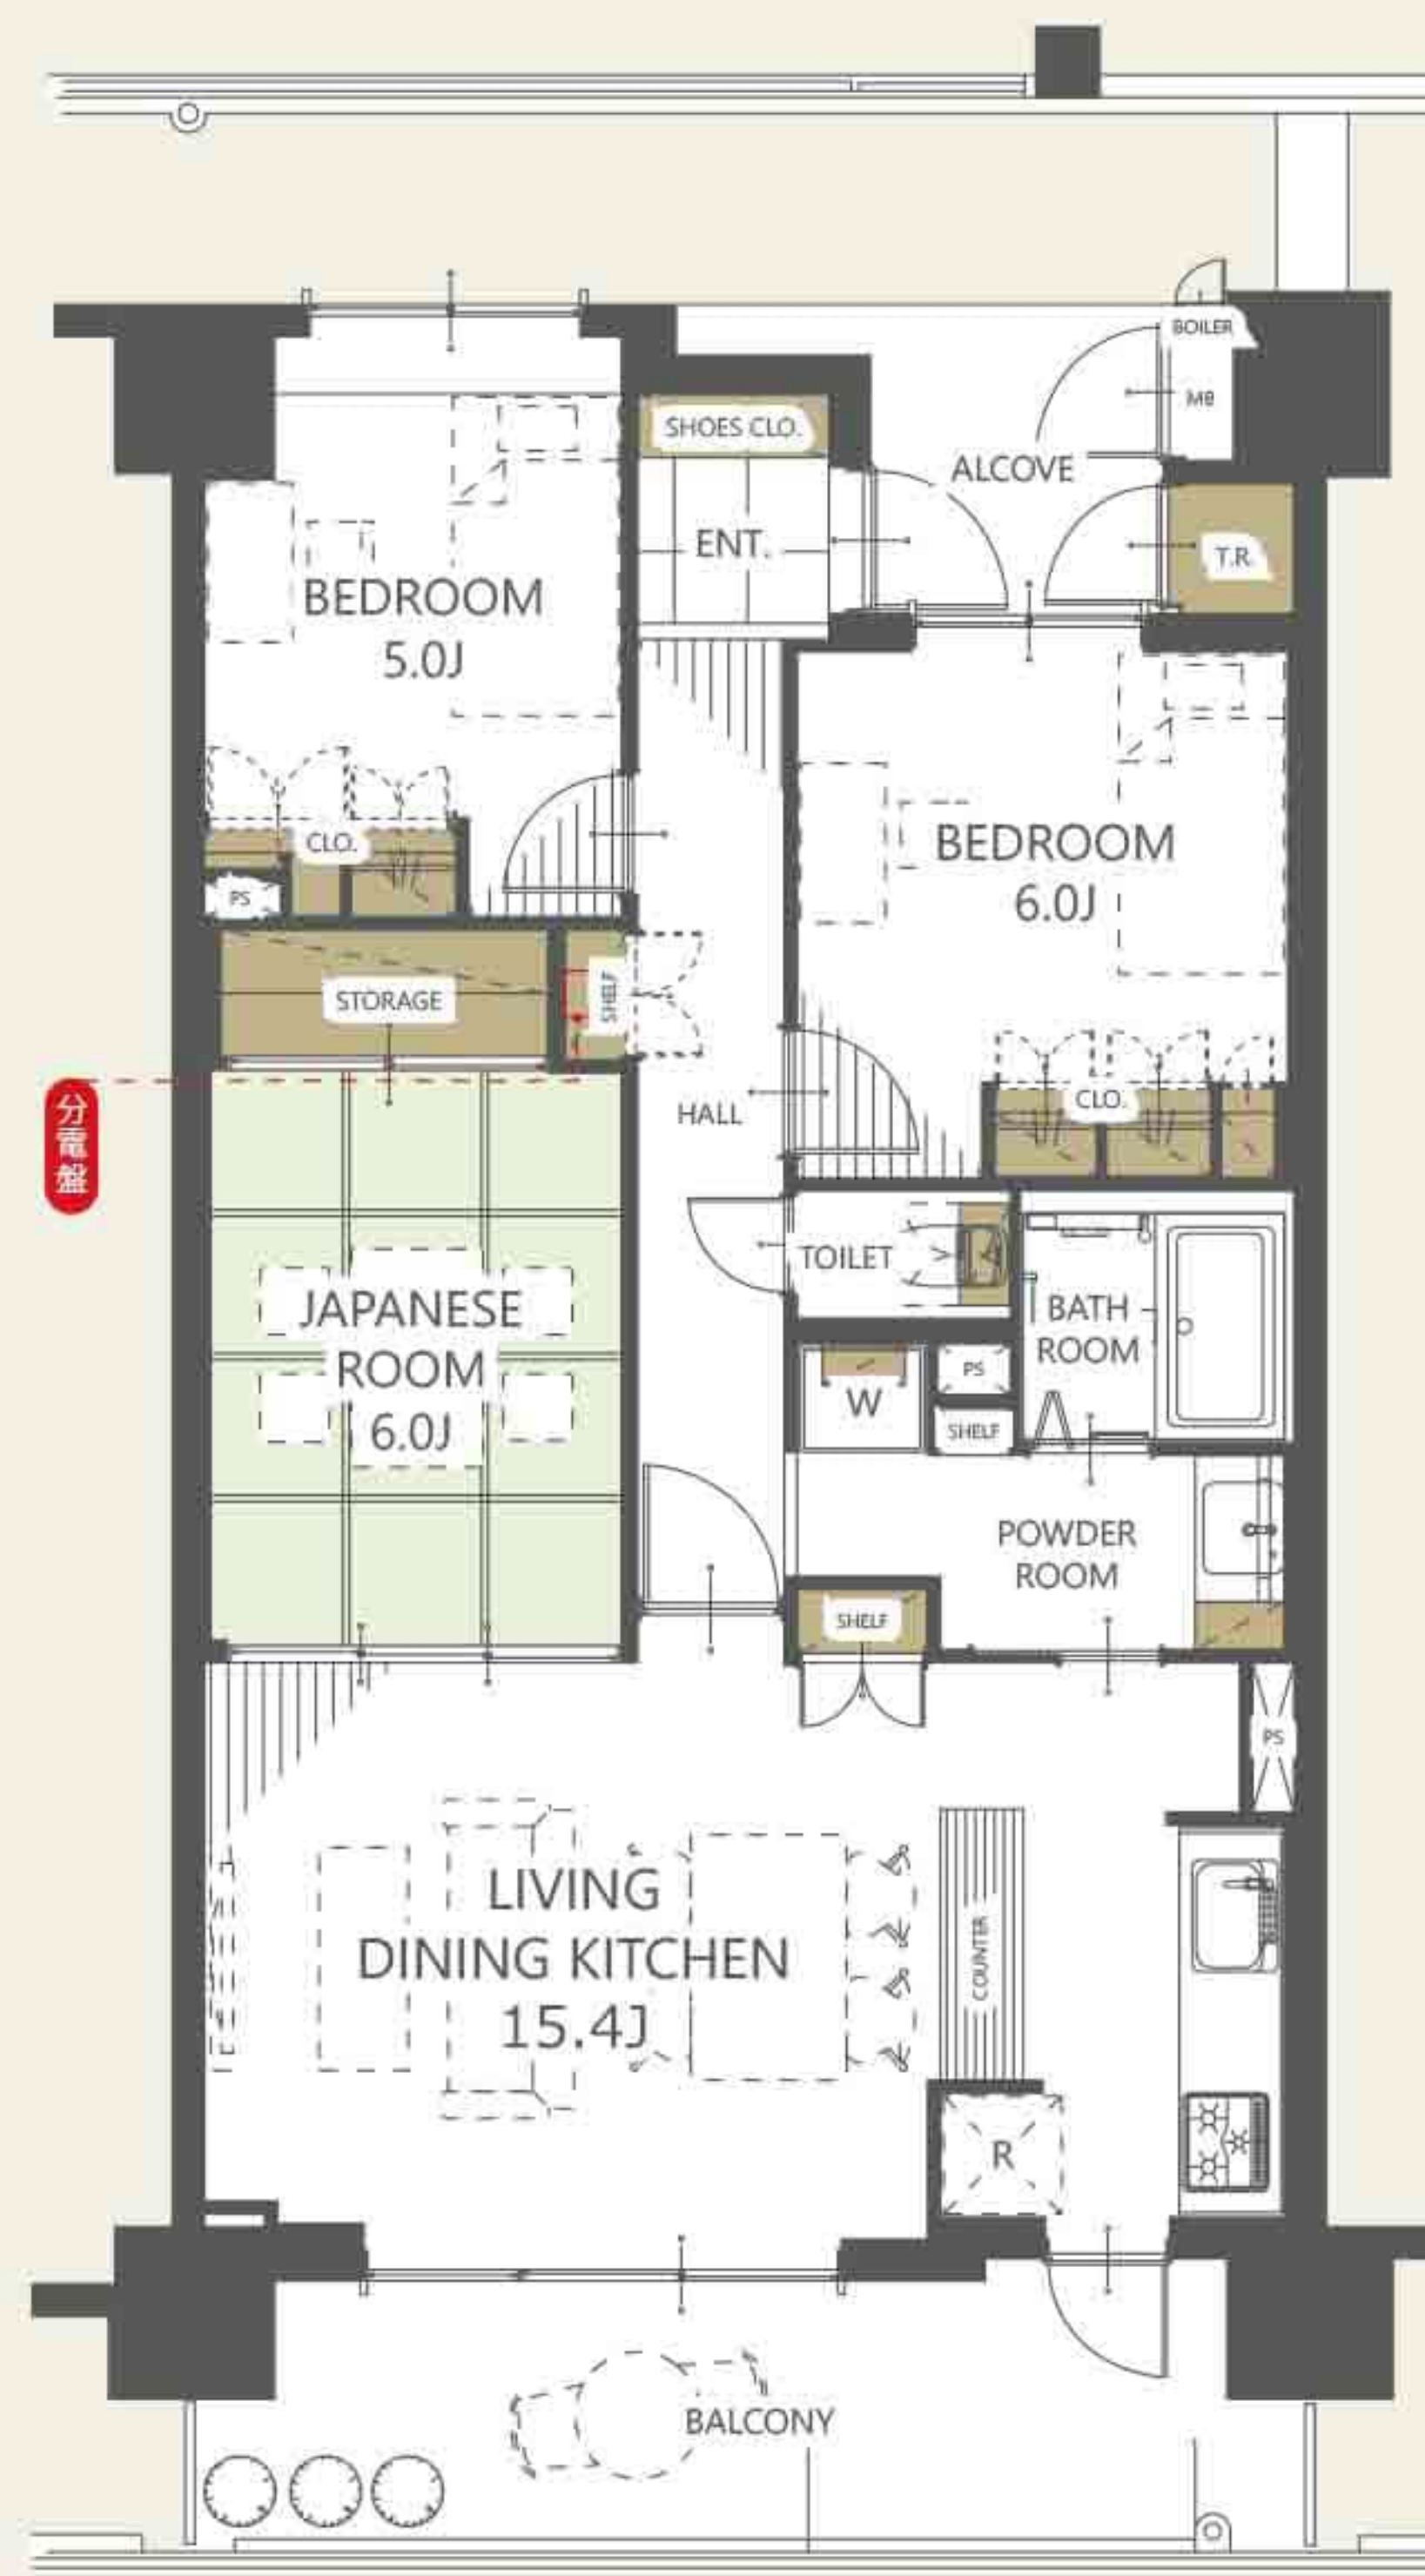 BOILER
MB
SHOES CLO.
ALCOVE
ENT.
T.R.
BEDROOM
5.0J
BEDROOM
6.0J
CLO.
PS
STORAGE
SHELF
分電盤
HALL
CLO.
TOILET
JAPANESE
ROOM
6.0J
BATH
ROOM
W
PS
SHELF
POWDER
ROOM
SHELF
PS
LIVING
DINING KITCHEN
15.4J
COUNTER
R
BALCONY